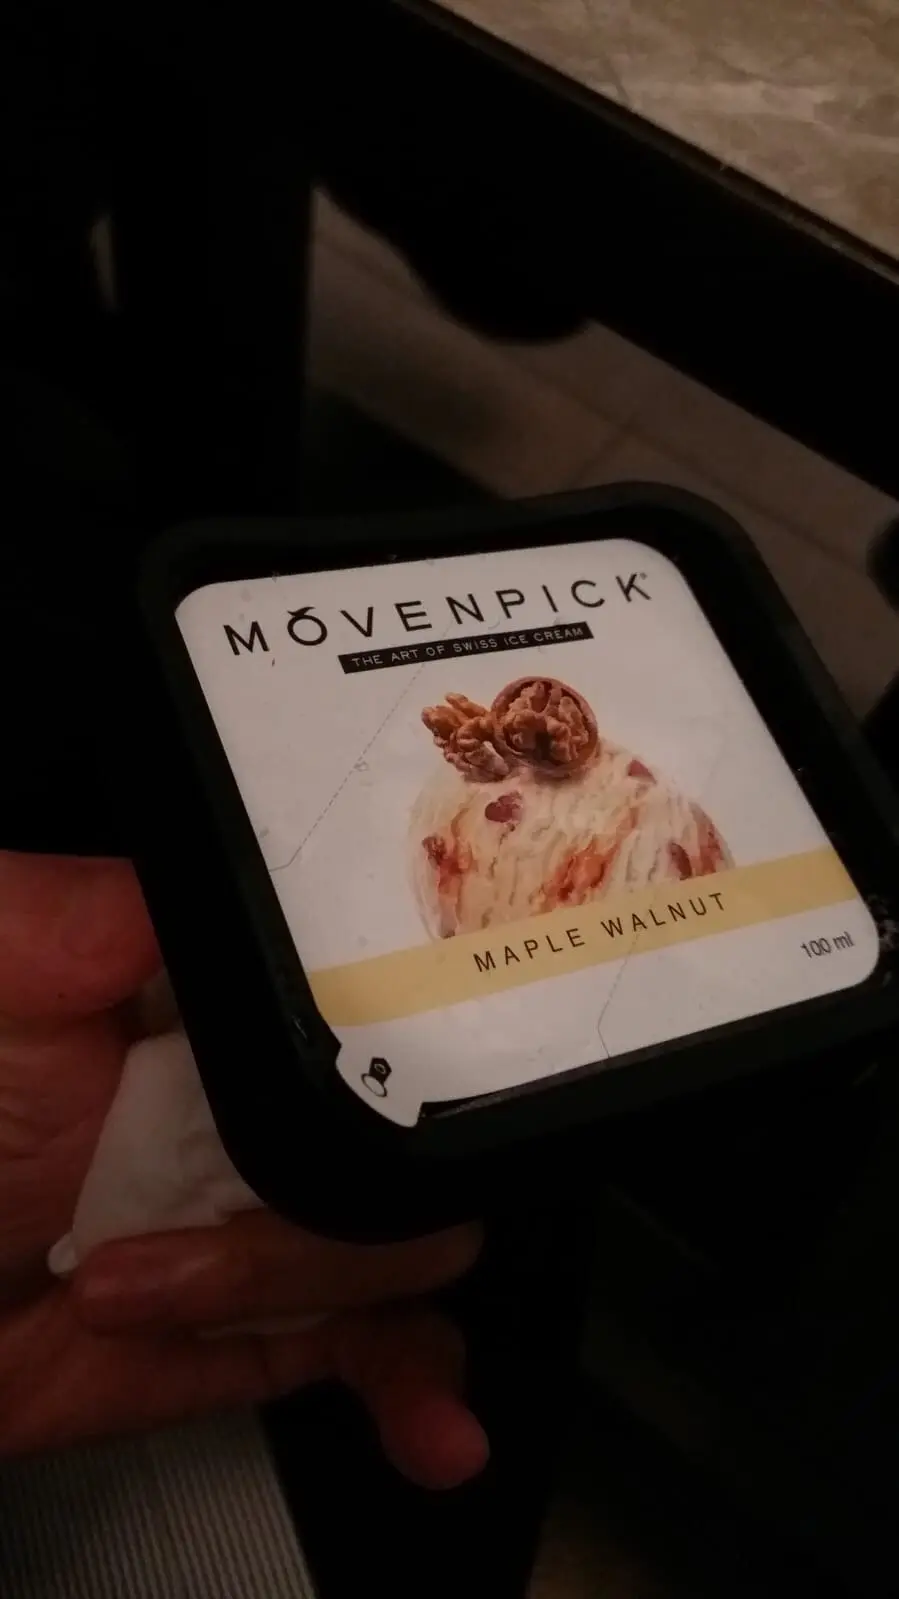 MÖVENPICK®
THE ART OF SWISS ICE CREAM
MAPLE WALNUT
100 ml